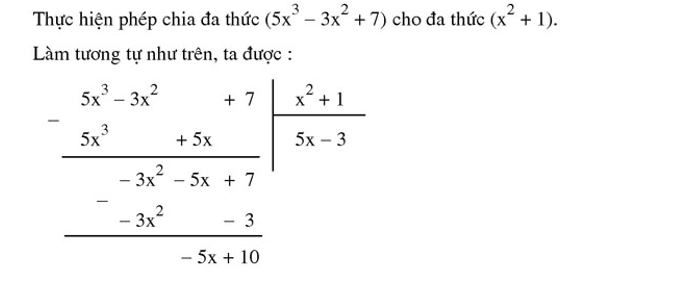 Thực hiện phép chia đa thức (5x³ − 3x² + 7) cho đa thức (x² + 1).
Làm tương tự như trên, ta được :
5x³ − 3x² + 7 x² + 1
−
5x³ + 5x 5x − 3
− 3x² − 5x + 7
−
− 3x² − 3
− 5x + 10